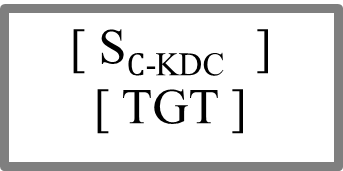 [ S_C-KDC ]
[ TGT ]